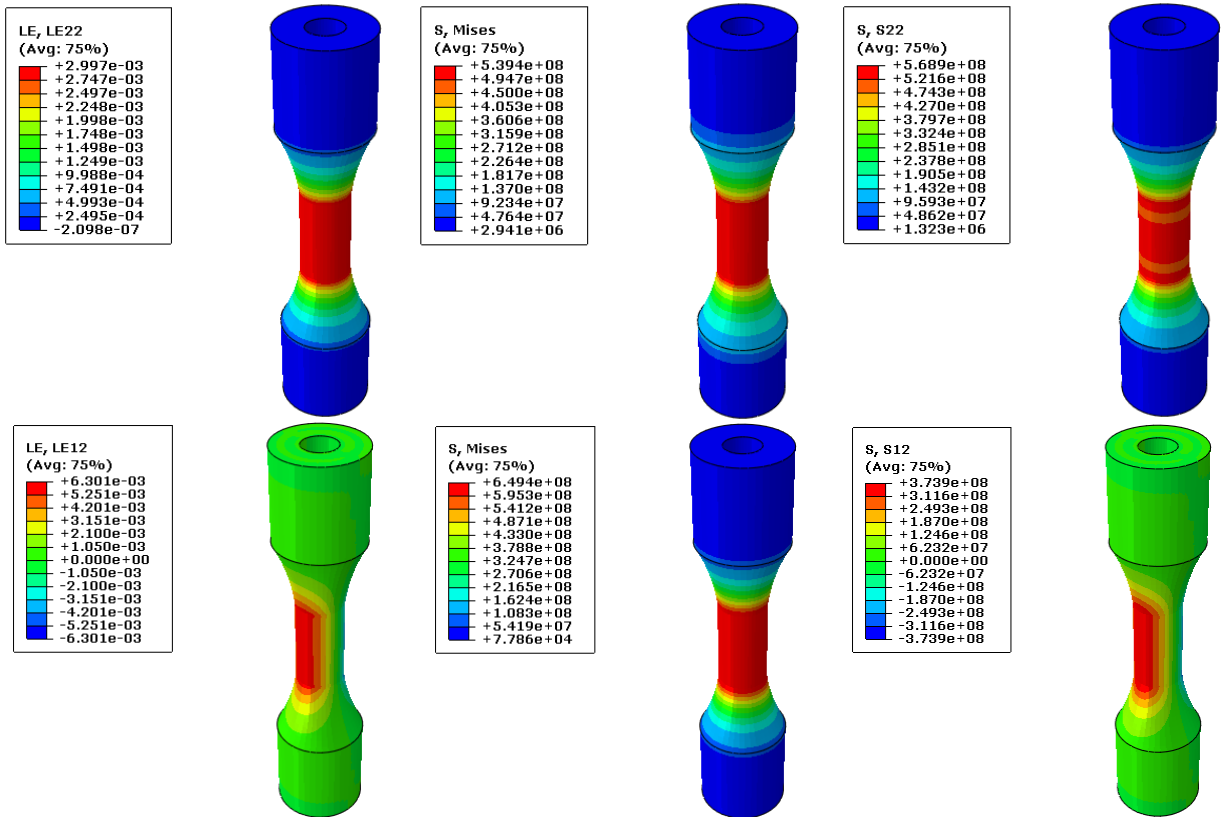 LE, LE22
(Avg: 75%)
+2.997e-03
+2.747e-03
+2.497e-03
+2.248e-03
+1.998e-03
+1.748e-03
+1.498e-03
+1.249e-03
+9.988e-04
+7.491e-04
+4.993e-04
+2.495e-04
-2.098e-07
S, Mises
(Avg: 75%)
+5.394e+08
+4.947e+08
+4.500e+08
+4.053e+08
+3.606e+08
+3.159e+08
+2.712e+08
+2.264e+08
+1.817e+08
+1.370e+08
+9.234e+07
+4.764e+07
+2.941e+06
S, S22
(Avg: 75%)
+5.689e+08
+5.216e+08
+4.743e+08
+4.270e+08
+3.797e+08
+3.324e+08
+2.851e+08
+2.378e+08
+1.905e+08
+1.432e+08
+9.593e+07
+4.862e+07
+1.323e+06
LE, LE12
(Avg: 75%)
+6.301e-03
+5.251e-03
+4.201e-03
+3.151e-03
+2.100e-03
+1.050e-03
+0.000e+00
-1.050e-03
-2.100e-03
-3.151e-03
-4.201e-03
-5.251e-03
-6.301e-03
S, Mises
(Avg: 75%)
+6.494e+08
+5.953e+08
+5.412e+08
+4.871e+08
+4.330e+08
+3.788e+08
+3.247e+08
+2.706e+08
+2.165e+08
+1.624e+08
+1.083e+08
+5.419e+07
+7.786e+04
S, S12
(Avg: 75%)
+3.739e+08
+3.116e+08
+2.493e+08
+1.870e+08
+1.246e+08
+6.232e+07
+0.000e+00
-6.232e+07
-1.246e+08
-1.870e+08
-2.493e+08
-3.116e+08
-3.739e+08